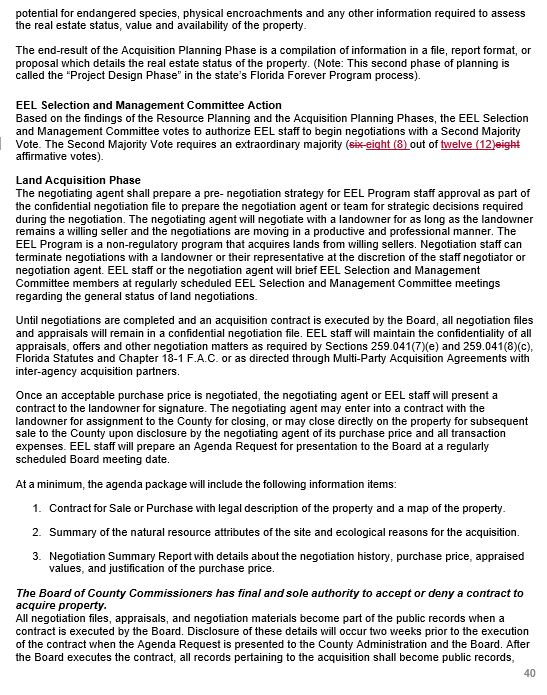 potential for endangered species, physical encroachments and any other information required to assess
the real estate status, value and availability of the property.
The end-result of the Acquisition Planning Phase is a compilation of information in a file, report format, or
proposal which details the real estate status of the property. (Note: This second phase of planning is
called the “Project Design Phase” in the state’s Florida Forever Program process).
EEL Selection and Management Committee Action
Based on the findings of the Resource Planning and the Acquisition Planning Phases, the EEL Selection
and Management Committee votes to authorize EEL staff to begin negotiations with a Second Majority
Vote. The Second Majority Vote requires an extraordinary majority (six eight (8) out of twelve (12)eight
affirmative votes).
Land Acquisition Phase
The negotiating agent shall prepare a pre- negotiation strategy for EEL Program staff approval as part of
the confidential negotiation file to prepare the negotiation agent or team for strategic decisions required
during the negotiation. The negotiating agent will negotiate with a landowner for as long as the landowner
remains a willing seller and the negotiations are moving in a productive and professional manner. The
EEL Program is a non-regulatory program that acquires lands from willing sellers. Negotiation staff can
terminate negotiations with a landowner or their representative at the discretion of the staff negotiator or
negotiation agent. EEL staff or the negotiation agent will brief EEL Selection and Management
Committee members at regularly scheduled EEL Selection and Management Committee meetings
regarding the general status of land negotiations.
Until negotiations are completed and an acquisition contract is executed by the Board, all negotiation files
and appraisals will remain in a confidential negotiation file. EEL staff will maintain the confidentiality of all
appraisals, offers and other negotiation matters as required by Sections 259.041(7)(e) and 259.041(8)(c),
Florida Statutes and Chapter 18-1 F.A.C. or as directed through Multi-Party Acquisition Agreements with
inter-agency acquisition partners.
Once an acceptable purchase price is negotiated, the negotiating agent or EEL staff will present a
contract to the landowner for signature. The negotiating agent may enter into a contract with the
landowner for assignment to the County for closing, or may close directly on the property for subsequent
sale to the County upon disclosure by the negotiating agent of its purchase price and all transaction
expenses. EEL staff will prepare an Agenda Request for presentation to the Board at a regularly
scheduled Board meeting date.
At a minimum, the agenda package will include the following information items:
1. Contract for Sale or Purchase with legal description of the property and a map of the property.
2. Summary of the natural resource attributes of the site and ecological reasons for the acquisition.
3. Negotiation Summary Report with details about the negotiation history, purchase price, appraised
values, and justification of the purchase price.
The Board of County Commissioners has final and sole authority to accept or deny a contract to
acquire property.
All negotiation files, appraisals, and negotiation materials become part of the public records when a
contract is executed by the Board. Disclosure of these details will occur two weeks prior to the execution
of the contract when the Agenda Request is presented to the County Administration and the Board. After
the Board executes the contract, all records pertaining to the acquisition shall become public records,
40